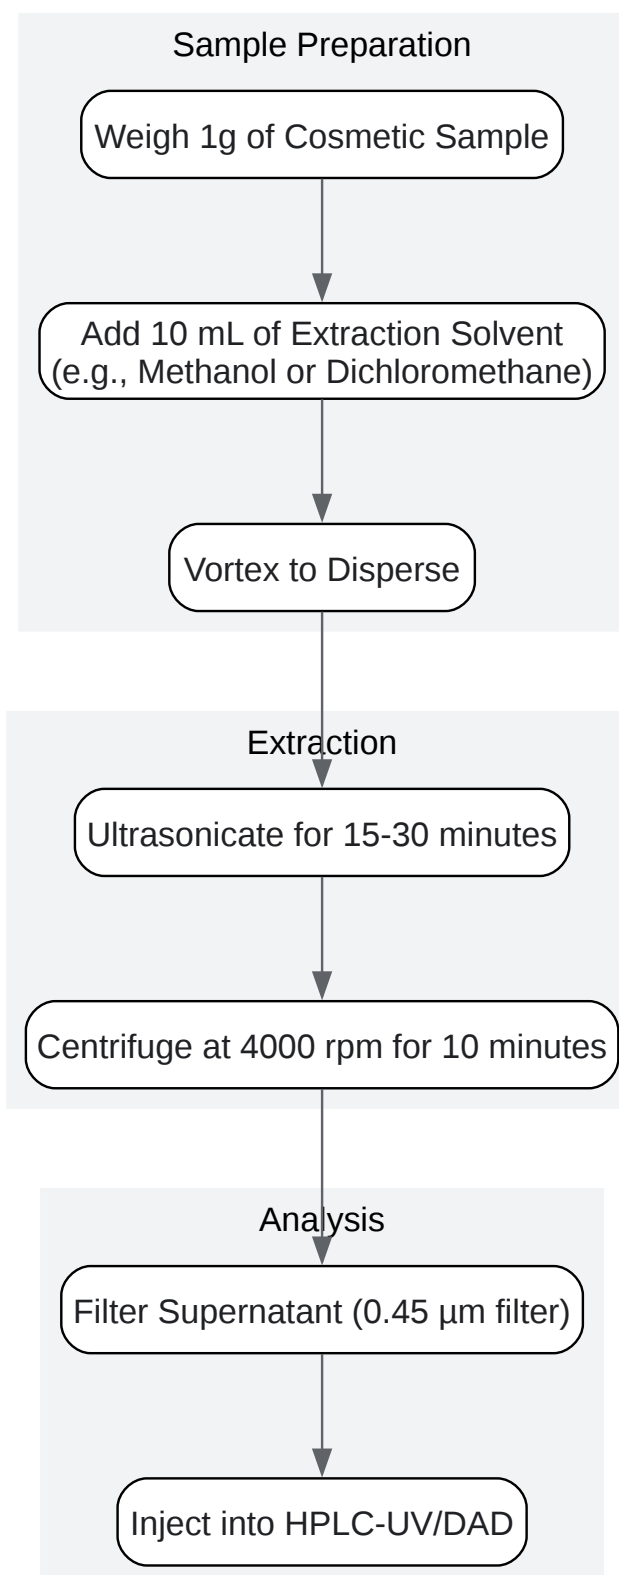 Sample Preparation
Weigh 1g of Cosmetic Sample
Add 10 mL of Extraction Solvent
(e.g., Methanol or Dichloromethane)
Vortex to Disperse
Extraction
Ultrasonicate for 15-30 minutes
Centrifuge at 4000 rpm for 10 minutes
Analysis
Filter Supernatant (0.45 µm filter)
Inject into HPLC-UV/DAD